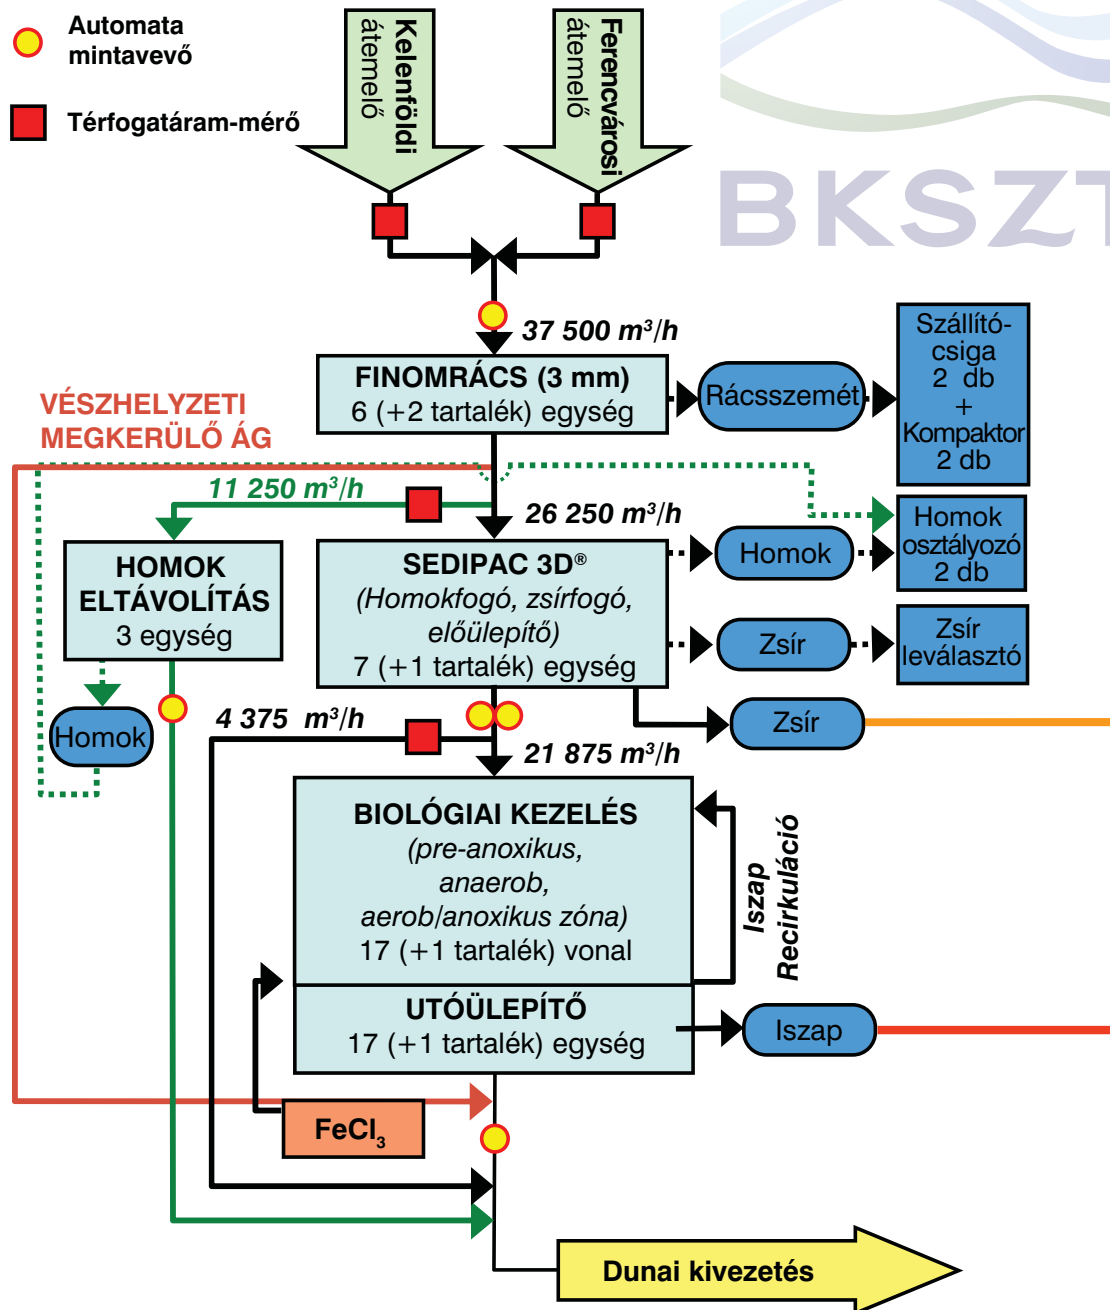 Automata
mintavevő
Térfogatáram-mérő
Kelenföldi
átemelő
Ferencvárosi
átemelő
BKSZT
37 500 m³/h
FINOMRÁCS (3 mm)
6 (+2 tartalék) egység
Rácsszemét
Szállító-
csiga
2 db
+
Kompaktor
2 db
VÉSZHELYZETI
MEGKERÜLŐ ÁG
11 250 m³/h
26 250 m³/h
HOMOK
ELTÁVOLÍTÁS
3 egység
SEDIPAC 3D®
(Homokfogó, zsírfogó,
előülepítő)
7 (+1 tartalék) egység
Homok
Homok
osztályozó
2 db
Zsír
Zsír
leválasztó
Zsír
Homok
4 375 m³/h
21 875 m³/h
BIOLÓGIAI KEZELÉS
(pre-anoxikus,
anaerob,
aerob/anoxikus zóna)
17 (+1 tartalék) vonal
Iszap
Recirkuláció
UTÓÜLEPÍTŐ
17 (+1 tartalék) egység
Iszap
FeCl₃
Dunai kivezetés